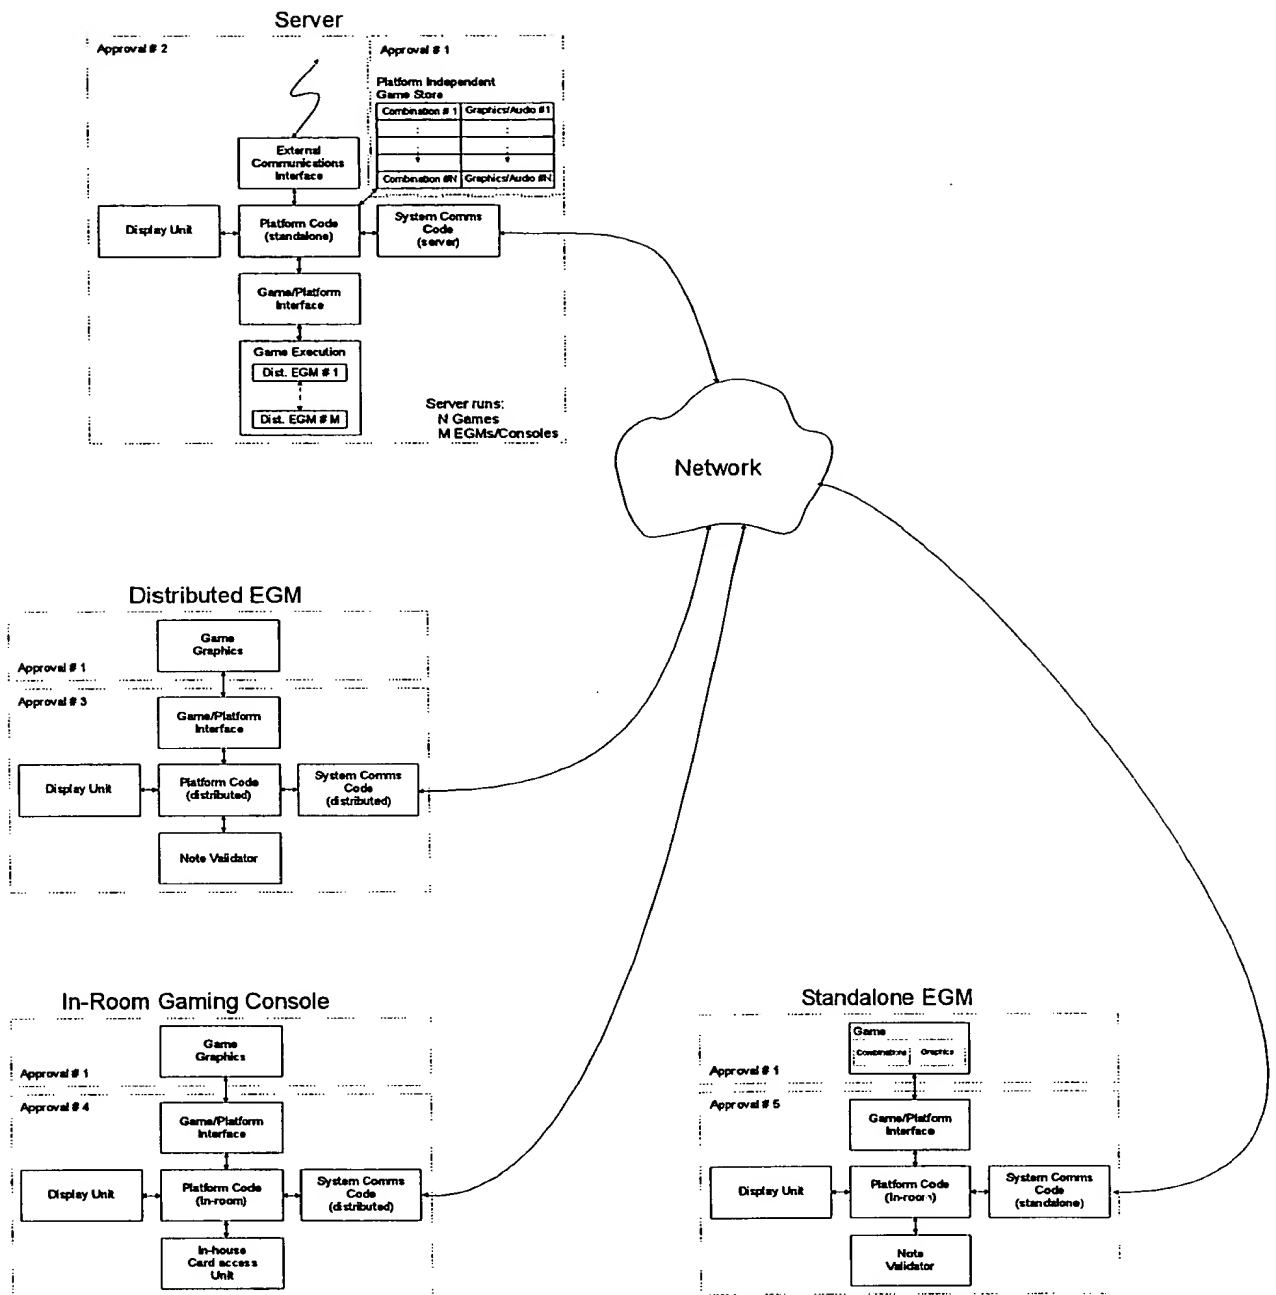 Server
Approval # 2
Approval # 1
Platform Independent
Game Store
Combination # 1
Graphics/Audio #1
Combination #N
Graphics/Audio #N
External
Communications
Interface
Display Unit
Platform Code
(standalone)
System Comms
Code
(server)
Game/Platform
Interface
Game Execution
Dist. EGM # 1
Dist. EGM # M
Server runs:
N Games
M EGMs/Consoles
Network
Distributed EGM
Game
Graphics
Approval # 1
Approval # 3
Game/Platform
Interface
Display Unit
Platform Code
(distributed)
System Comms
Code
(distributed)
Note Validator
In-Room Gaming Console
Game
Graphics
Approval # 1
Approval # 4
Game/Platform
Interface
Display Unit
Platform Code
(In-room)
System Comms
Code
(distributed)
In-house
Card access
Unit
Standalone EGM
Game
Combinations
Graphics
Approval # 1
Approval # 5
Game/Platform
Interface
Display Unit
Platform Code
(In-room)
System Comms
Code
(standalone)
Note
Validator